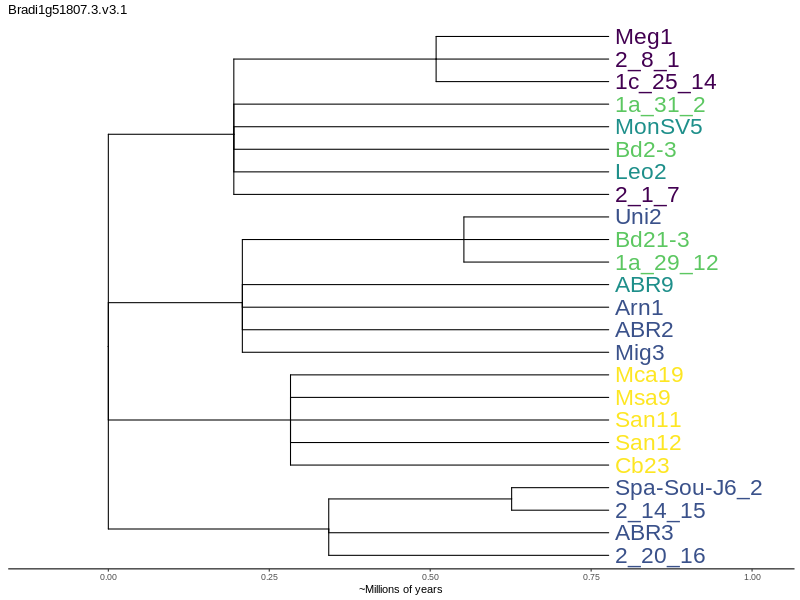 Bradi1g51807.3.v3.1
Meg1
2_8_1
1c_25_14
1a_31_2
MonSV5
Bd2-3
Leo2
2_1_7
Uni2
Bd21-3
1a_29_12
ABR9
Arn1
ABR2
Mig3
Mca19
Msa9
San11
San12
Cb23
Spa-Sou-J6_2
2_14_15
ABR3
2_20_16
0.00 0.25 0.50 0.75 1.00
~Millions of years